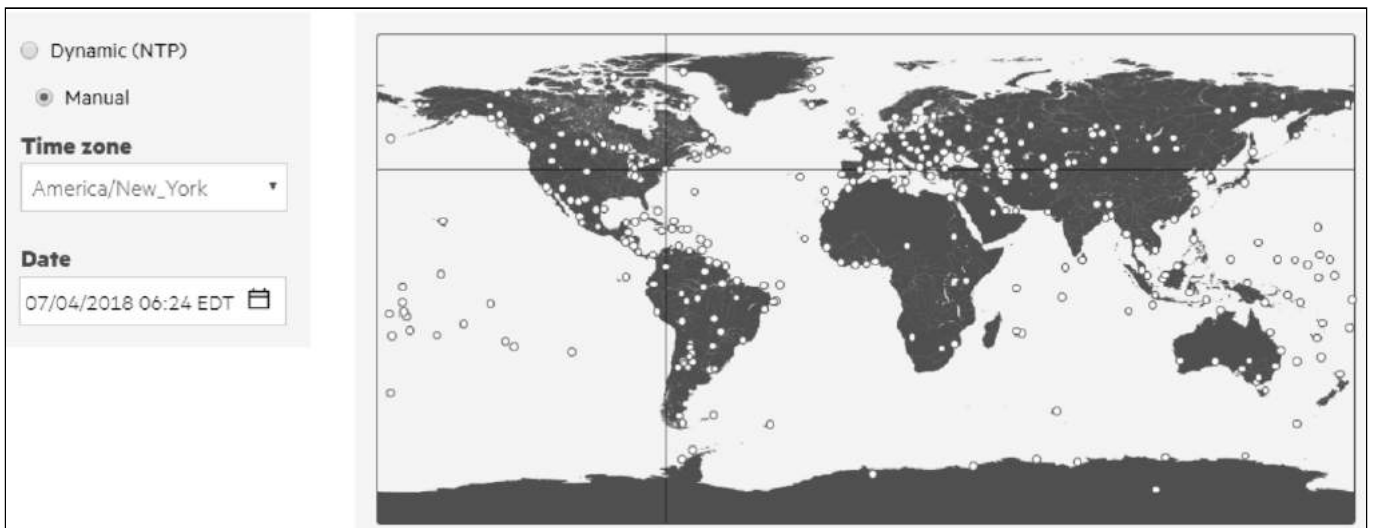 Dynamic (NTP)
Manual
Time zone
America/New_York
Date
07/04/2018 06:24 EDT